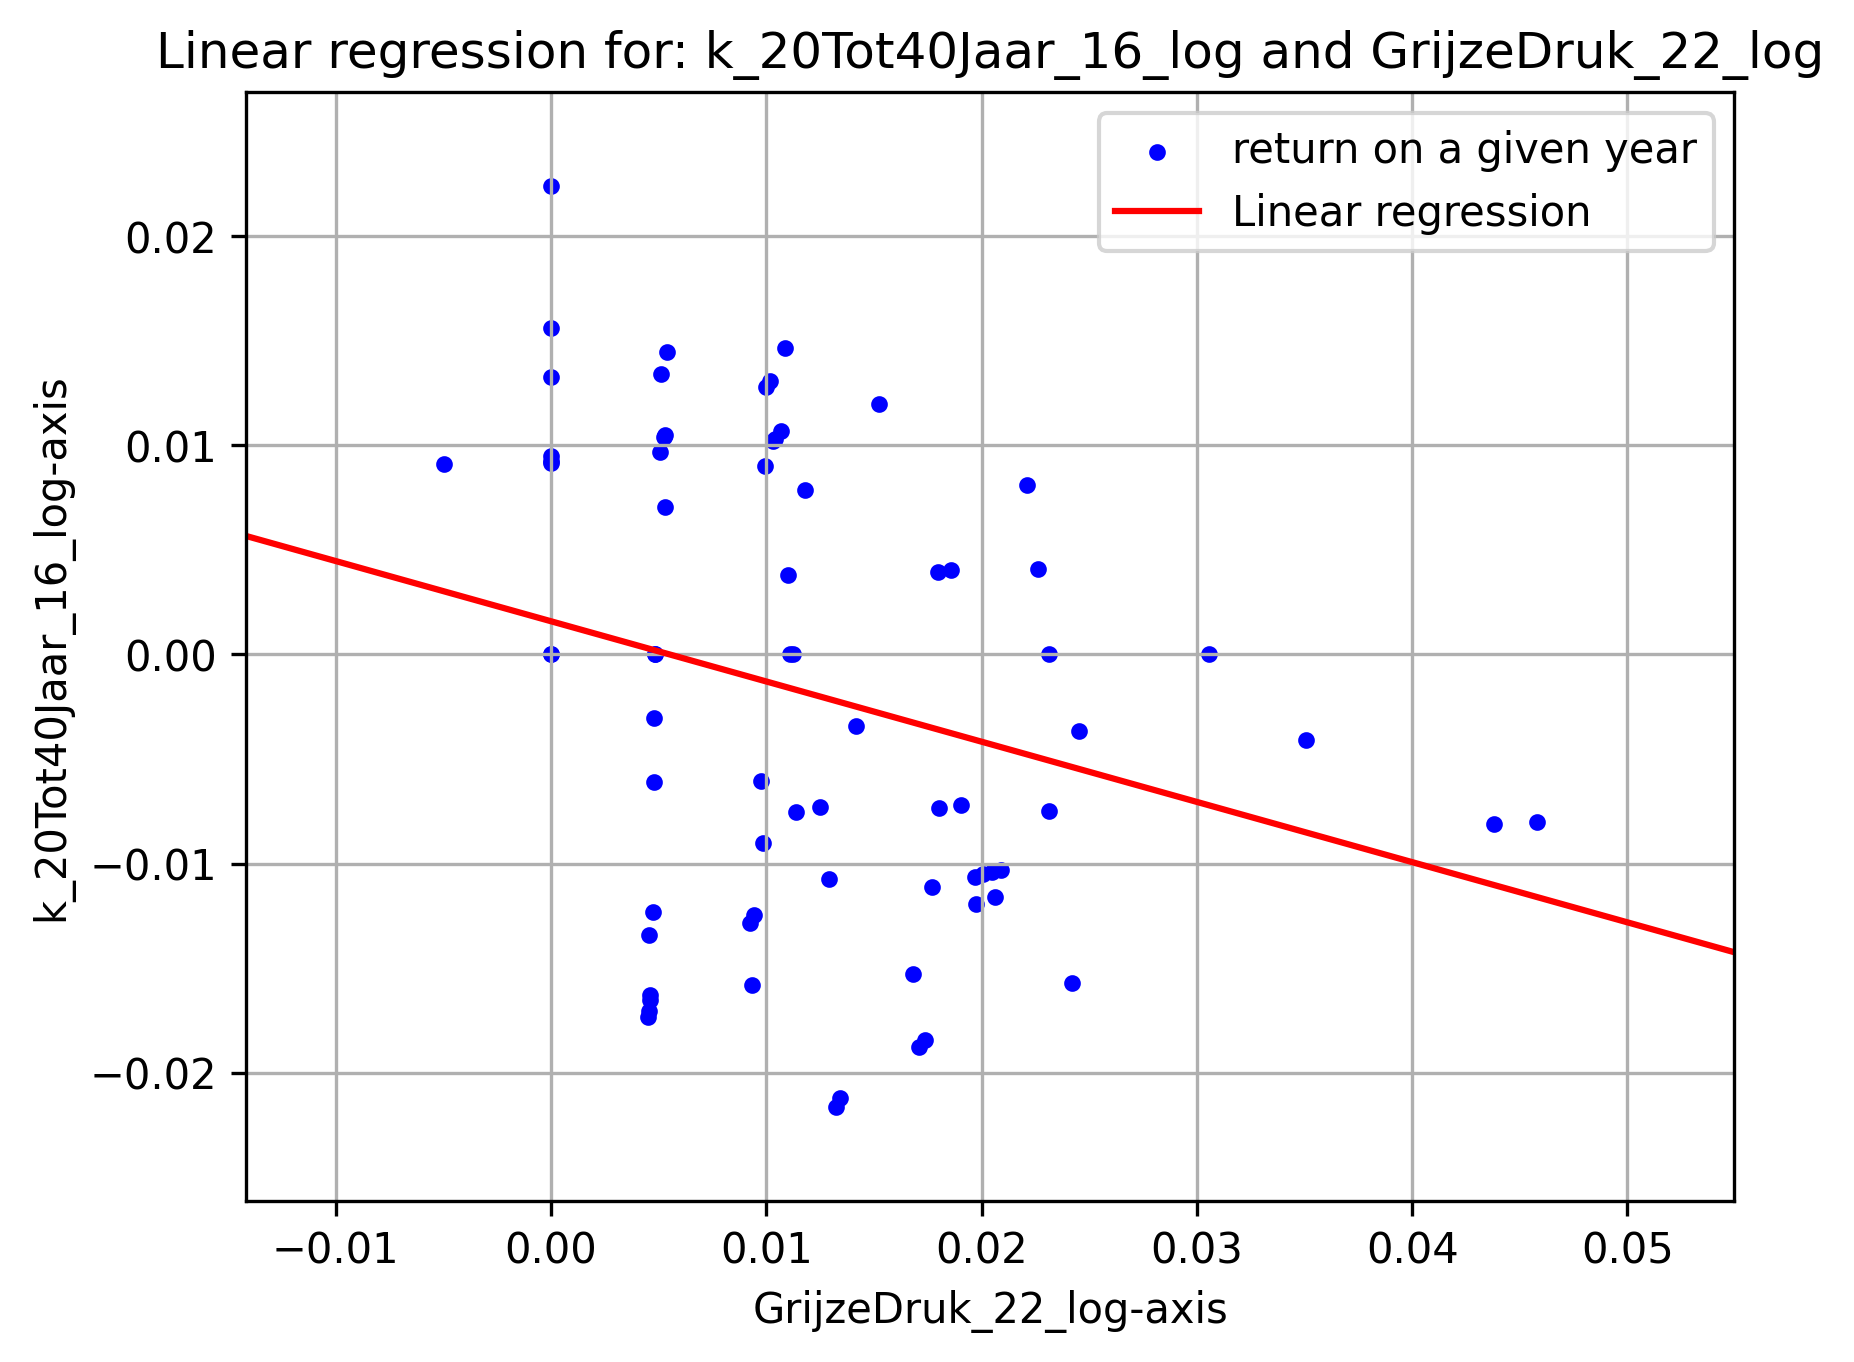 Linear regression for: k_20Tot40Jaar_16_log and GrijzeDruk_22_log
return on a given year
Linear regression
k_20Tot40Jaar_16_log-axis
0.02
0.01
0.00
−0.01
−0.02
−0.01 0.00 0.01 0.02 0.03 0.04 0.05
GrijzeDruk_22_log-axis